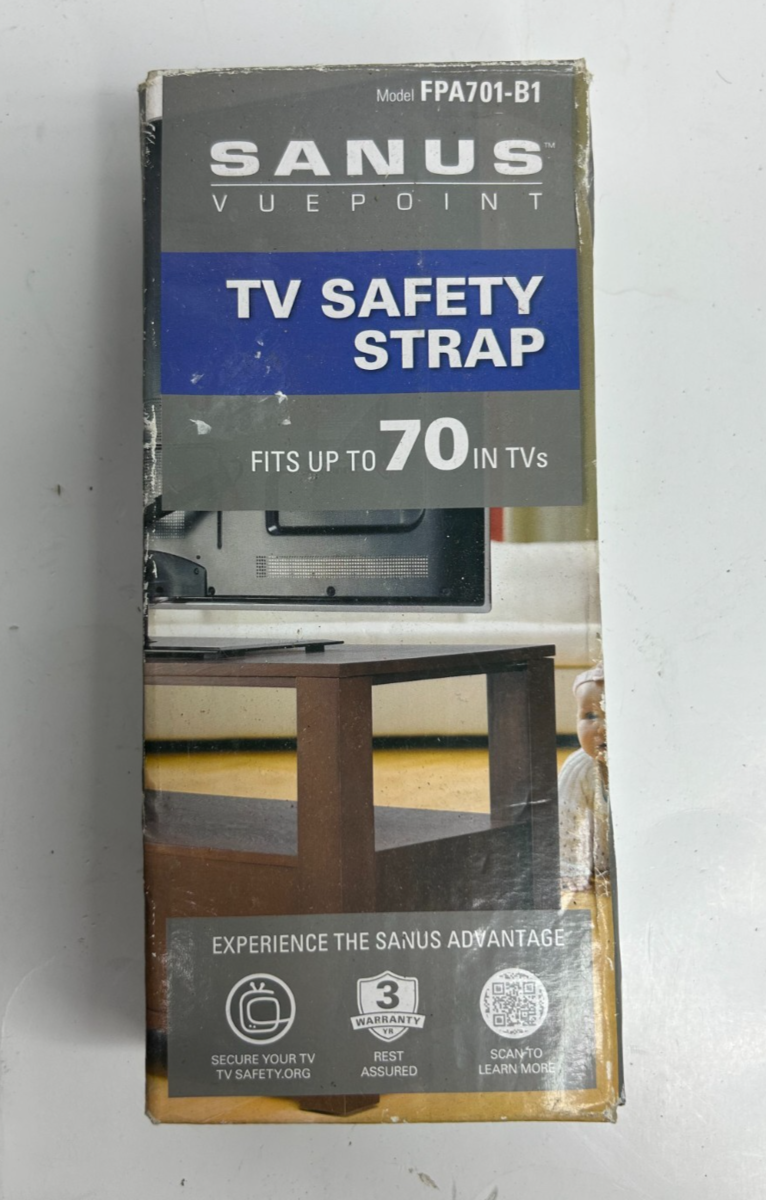 Model FPA701-B1
SANUS™
VUEPOINT
TV SAFETY
STRAP
FITS UP TO 70 IN TVs
EXPERIENCE THE SANUS ADVANTAGE
3
WARRANTY
YR
SECURE YOUR TV
TV SAFETY.ORG
REST
ASSURED
SCAN TO
LEARN MORE